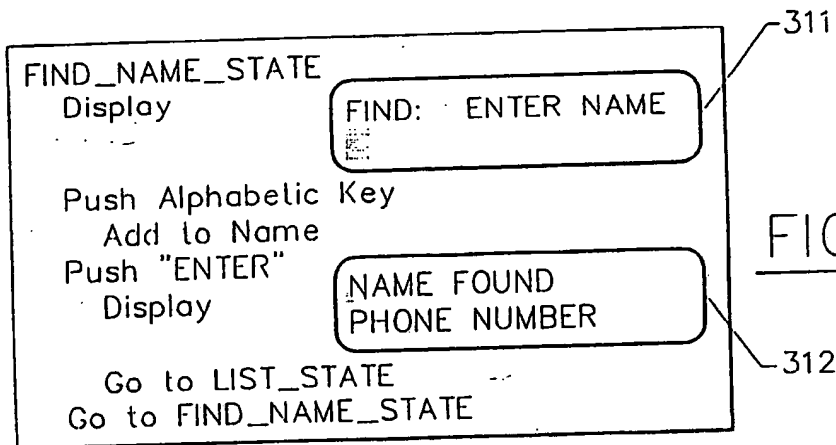 311
FIND_NAME_STATE
Display
FIND: ENTER NAME
Push Alphabetic Key
Add to Name
Push "ENTER"
Display
NAME FOUND
PHONE NUMBER
312
Go to LIST_STATE
Go to FIND_NAME_STATE